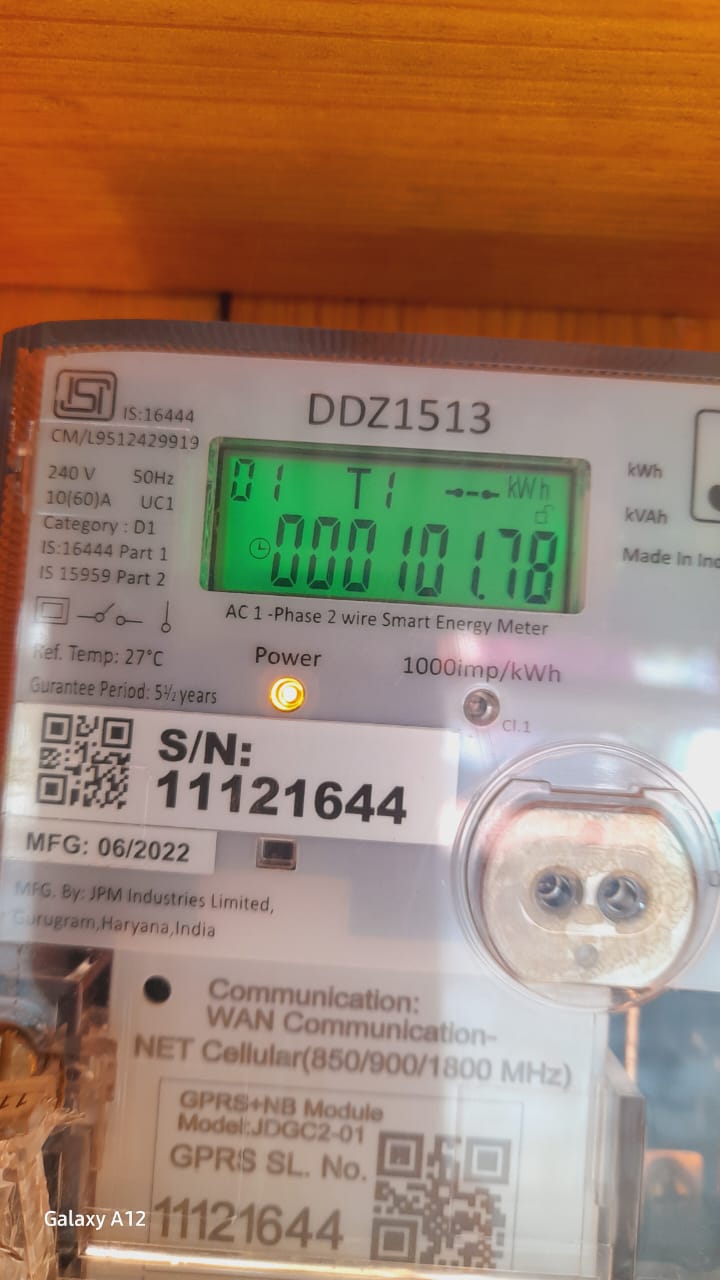 ISI
IS:16444
CM/L9512429919
240 V 50Hz
10(60)A UC1
Category : D1
IS:16444 Part 1
IS 15959 Part 2
Ref. Temp: 27°C
Gurantee Period: 5½ years
DDZ1513
01 T1 kWh
000101.78
AC 1 -Phase 2 wire Smart Energy Meter
Power
1000imp/kWh
Cl.1
kWh
kVAh
Made In
S/N:
11121644
MFG: 06/2022
MFG. By: JPM Industries Limited,
Gurugram,Haryana,India
Communication:
WAN Communication-
NET Cellular(850/900/1800 MHz)
GPRS+NB Module
Model:JDGC2-01
GPRS SL. No.
11121644
Galaxy A12